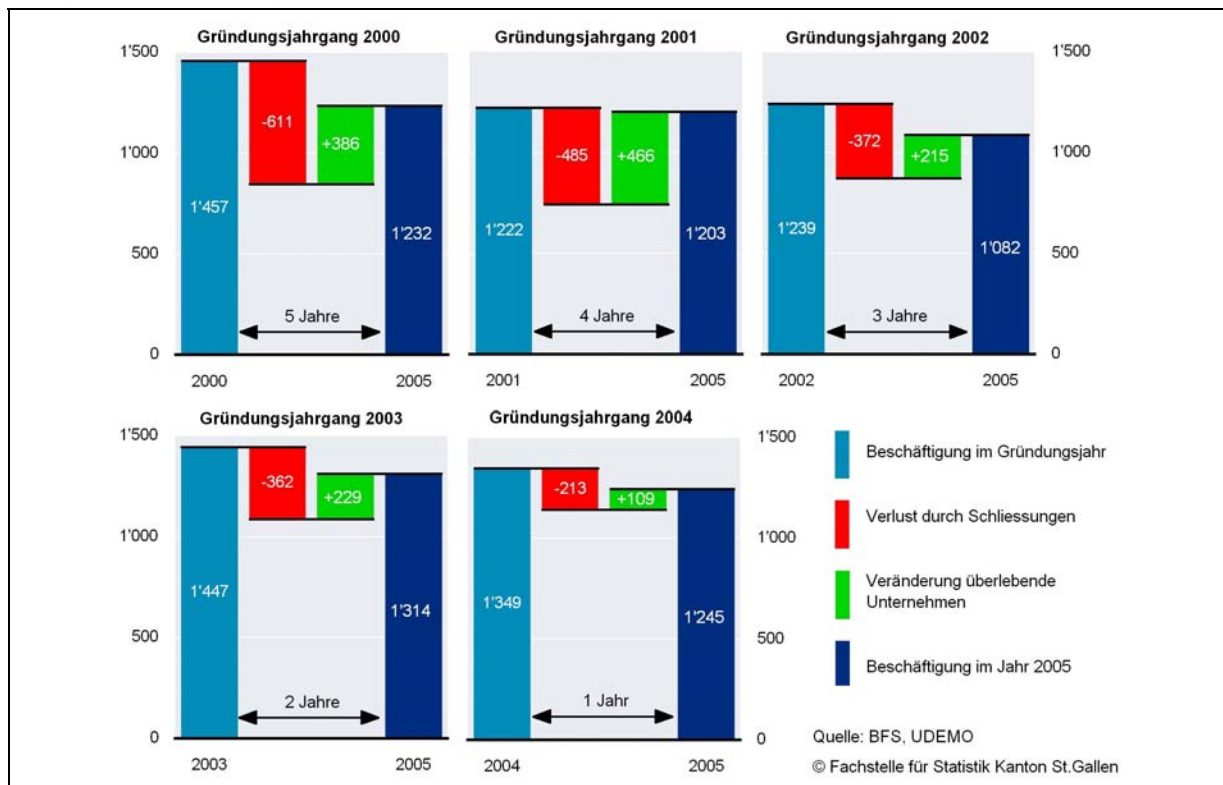 Gründungsjahrgang 2000
1'500
1'000
500
0
-611
+386
1'457
1'232
5 Jahre
2000
2005
Gründungsjahrgang 2001
-485
+466
1'222
1'203
4 Jahre
2001
2005
Gründungsjahrgang 2002
1'500
1'000
500
0
-372
+215
1'239
1'082
3 Jahre
2002
2005
Gründungsjahrgang 2003
1'500
1'000
500
0
-362
+229
1'447
1'314
2 Jahre
2003
2005
Gründungsjahrgang 2004
1'500
1'000
500
0
-213
+109
1'349
1'245
1 Jahr
2004
2005
Beschäftigung im Gründungsjahr
Verlust durch Schliessungen
Veränderung überlebende
Unternehmen
Beschäftigung im Jahr 2005
Quelle: BFS, UDEMO
© Fachstelle für Statistik Kanton St.Gallen